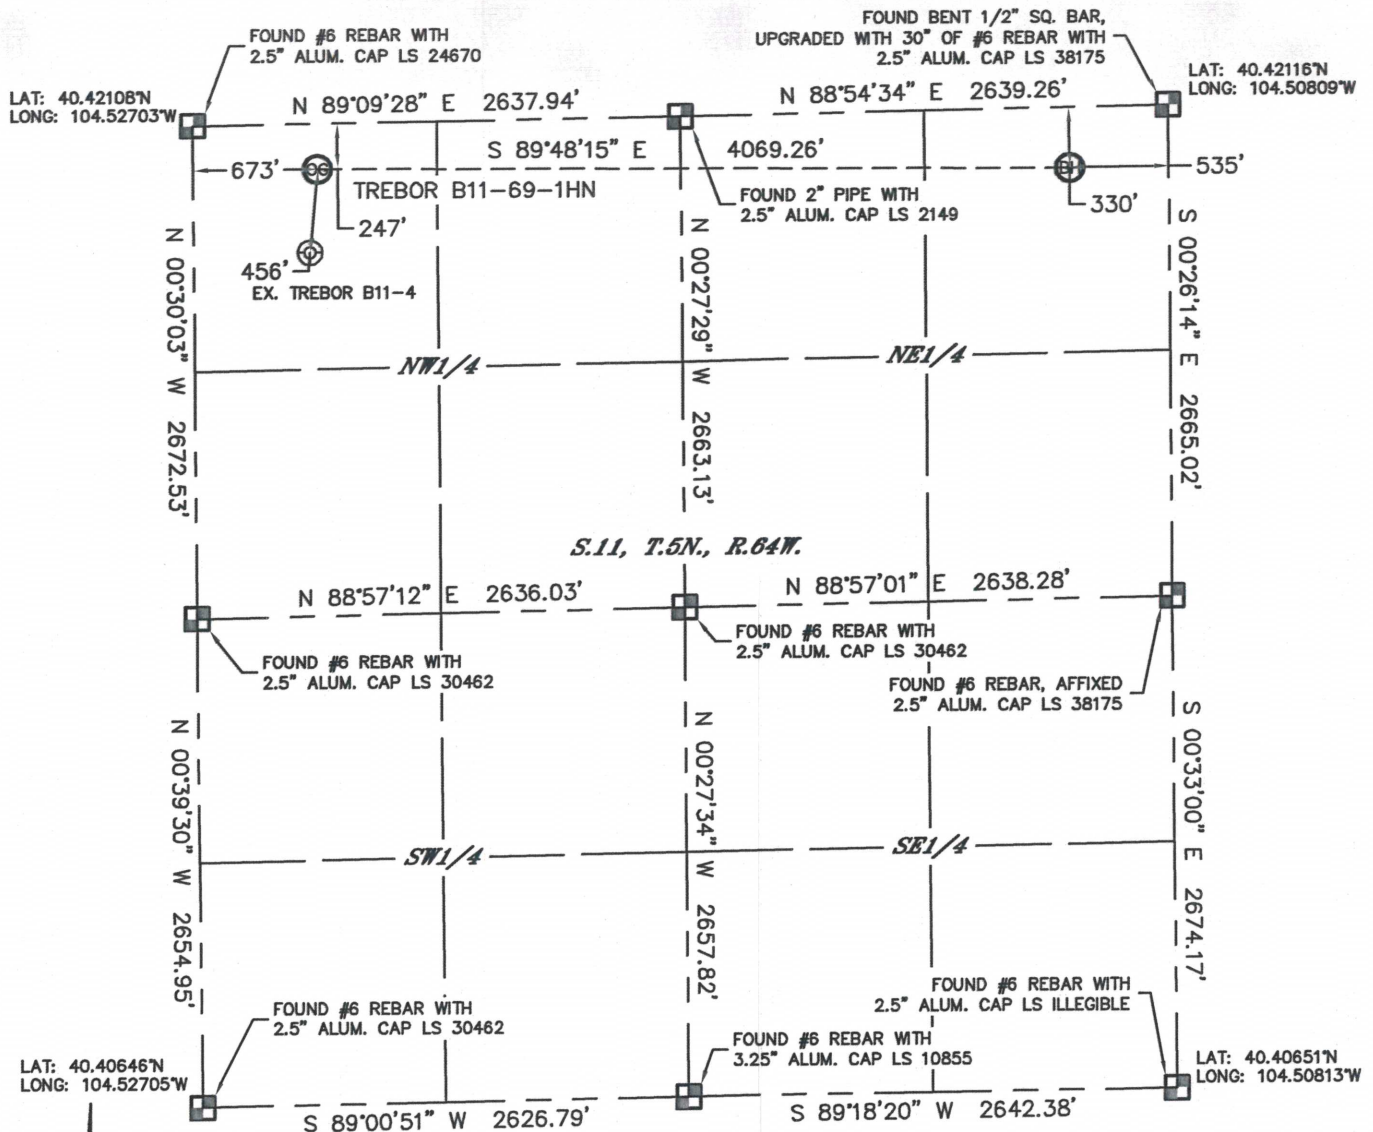 FOUND #6 REBAR WITH
2.5" ALUM. CAP LS 24670
FOUND BENT 1/2" SQ. BAR,
UPGRADED WITH 30" OF #6 REBAR WITH
2.5" ALUM. CAP LS 38175
LAT: 40.42108°N
LONG: 104.52703°W
LAT: 40.42116°N
LONG: 104.50809°W
N 89°09'28" E 2637.94'
N 88°54'34" E 2639.26'
S 89°48'15" E 4069.26'
673'
OG
BH
535'
TREBOR B11-69-1HN
247'
330'
FOUND 2" PIPE WITH
2.5" ALUM. CAP LS 2149
456'
EX. TREBOR B11-4
N 00°30'03" W 2672.53'
N 00°27'29" W 2663.13'
S 00°26'14" E 2665.02'
NW1/4
NE1/4
S.11, T.5N., R.64W.
N 88°57'12" E 2636.03'
N 88°57'01" E 2638.28'
FOUND #6 REBAR WITH
2.5" ALUM. CAP LS 30462
FOUND #6 REBAR WITH
2.5" ALUM. CAP LS 30462
FOUND #6 REBAR, AFFIXED
2.5" ALUM. CAP LS 38175
N 00°39'30" W 2654.95'
N 00°27'34" W 2657.82'
S 00°33'00" E 2674.17'
SW1/4
SE1/4
FOUND #6 REBAR WITH
2.5" ALUM. CAP LS 30462
FOUND #6 REBAR WITH
3.25" ALUM. CAP LS 10855
FOUND #6 REBAR WITH
2.5" ALUM. CAP LS ILLEGIBLE
LAT: 40.40646°N
LONG: 104.52705°W
LAT: 40.40651°N
LONG: 104.50813°W
S 89°00'51" W 2626.79'
S 89°18'20" W 2642.38'